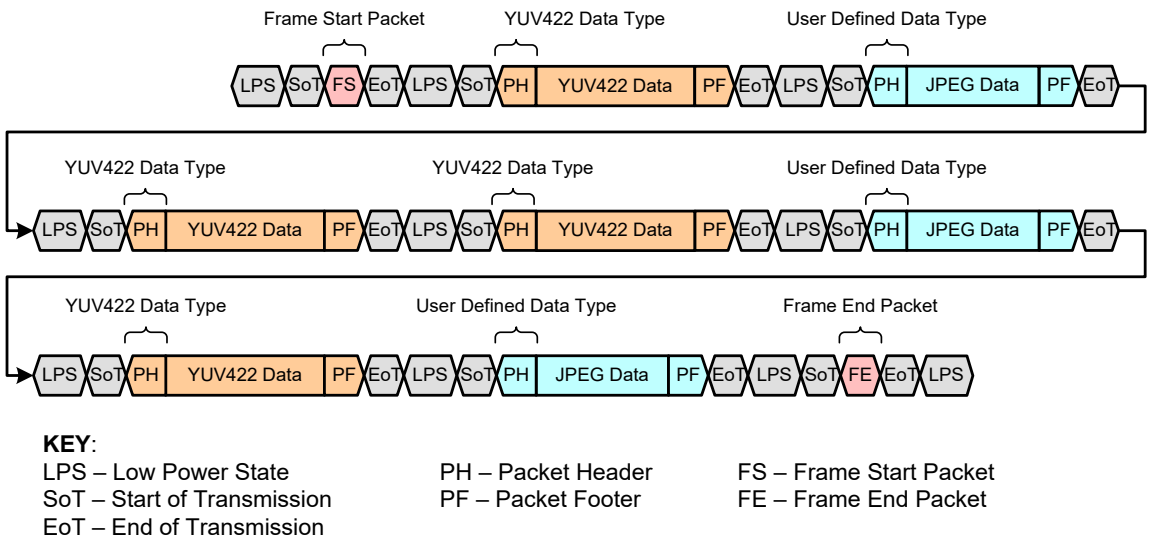 Frame Start Packet YUV422 Data Type User Defined Data Type
LPS SoT FS EoT LPS SoT PH YUV422 Data PF EoT LPS SoT PH JPEG Data PF EoT
YUV422 Data Type YUV422 Data Type User Defined Data Type
LPS SoT PH YUV422 Data PF EoT LPS SoT PH YUV422 Data PF EoT LPS SoT PH JPEG Data PF EoT
YUV422 Data Type User Defined Data Type Frame End Packet
LPS SoT PH YUV422 Data PF EoT LPS SoT PH JPEG Data PF EoT LPS SoT FE EoT LPS
KEY:
LPS – Low Power State PH – Packet Header FS – Frame Start Packet
SoT – Start of Transmission PF – Packet Footer FE – Frame End Packet
EoT – End of Transmission